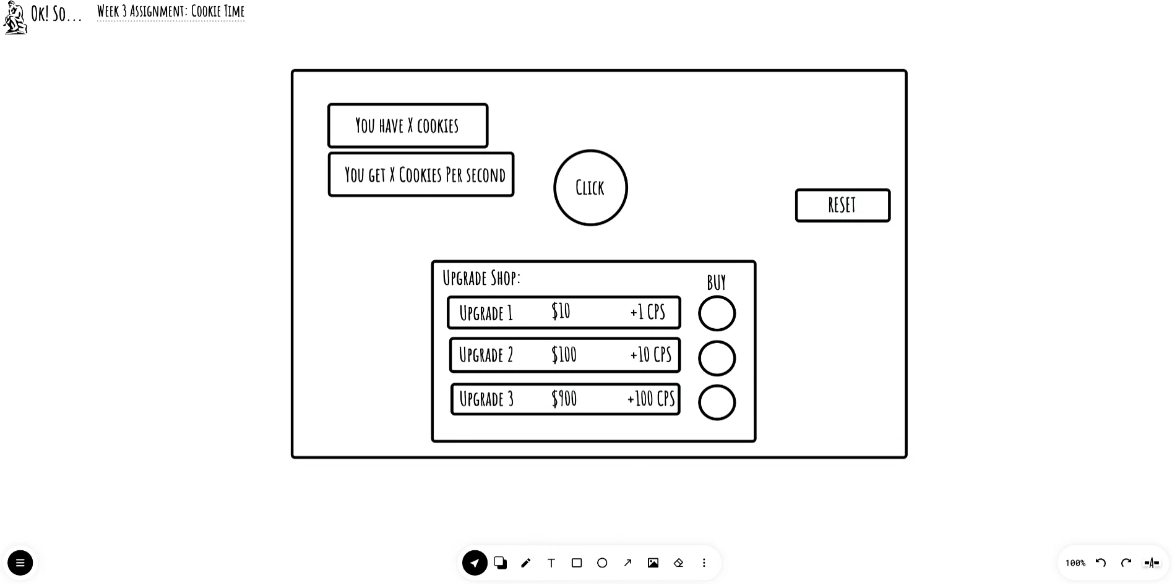 Ok! So... Week 3 Assignment: Cookie Time
You have X cookies
You get X Cookies Per second
Click
RESET
Upgrade Shop:
BUY
Upgrade 1 $10 +1 CPS
Upgrade 2 $100 +10 CPS
Upgrade 3 $900 +100 CPS
T
100%